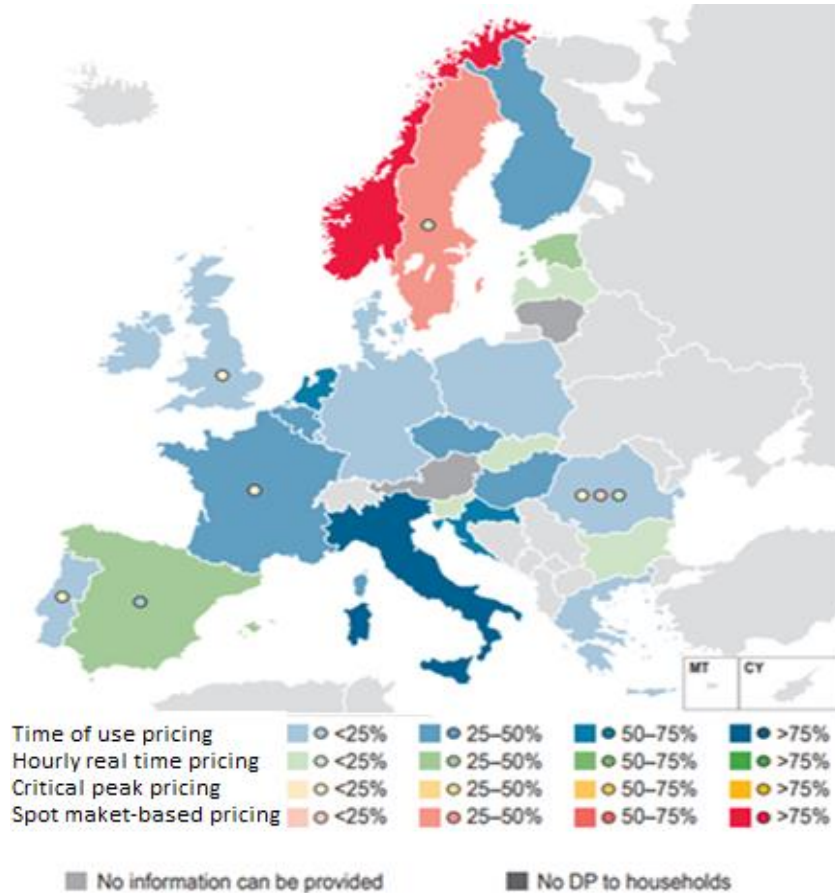 MT CY
Time of use pricing <25% 25–50% 50–75% >75%
Hourly real time pricing <25% 25–50% 50–75% >75%
Critical peak pricing <25% 25–50% 50–75% >75%
Spot maket-based pricing <25% 25–50% 50–75% >75%
No information can be provided No DP to households